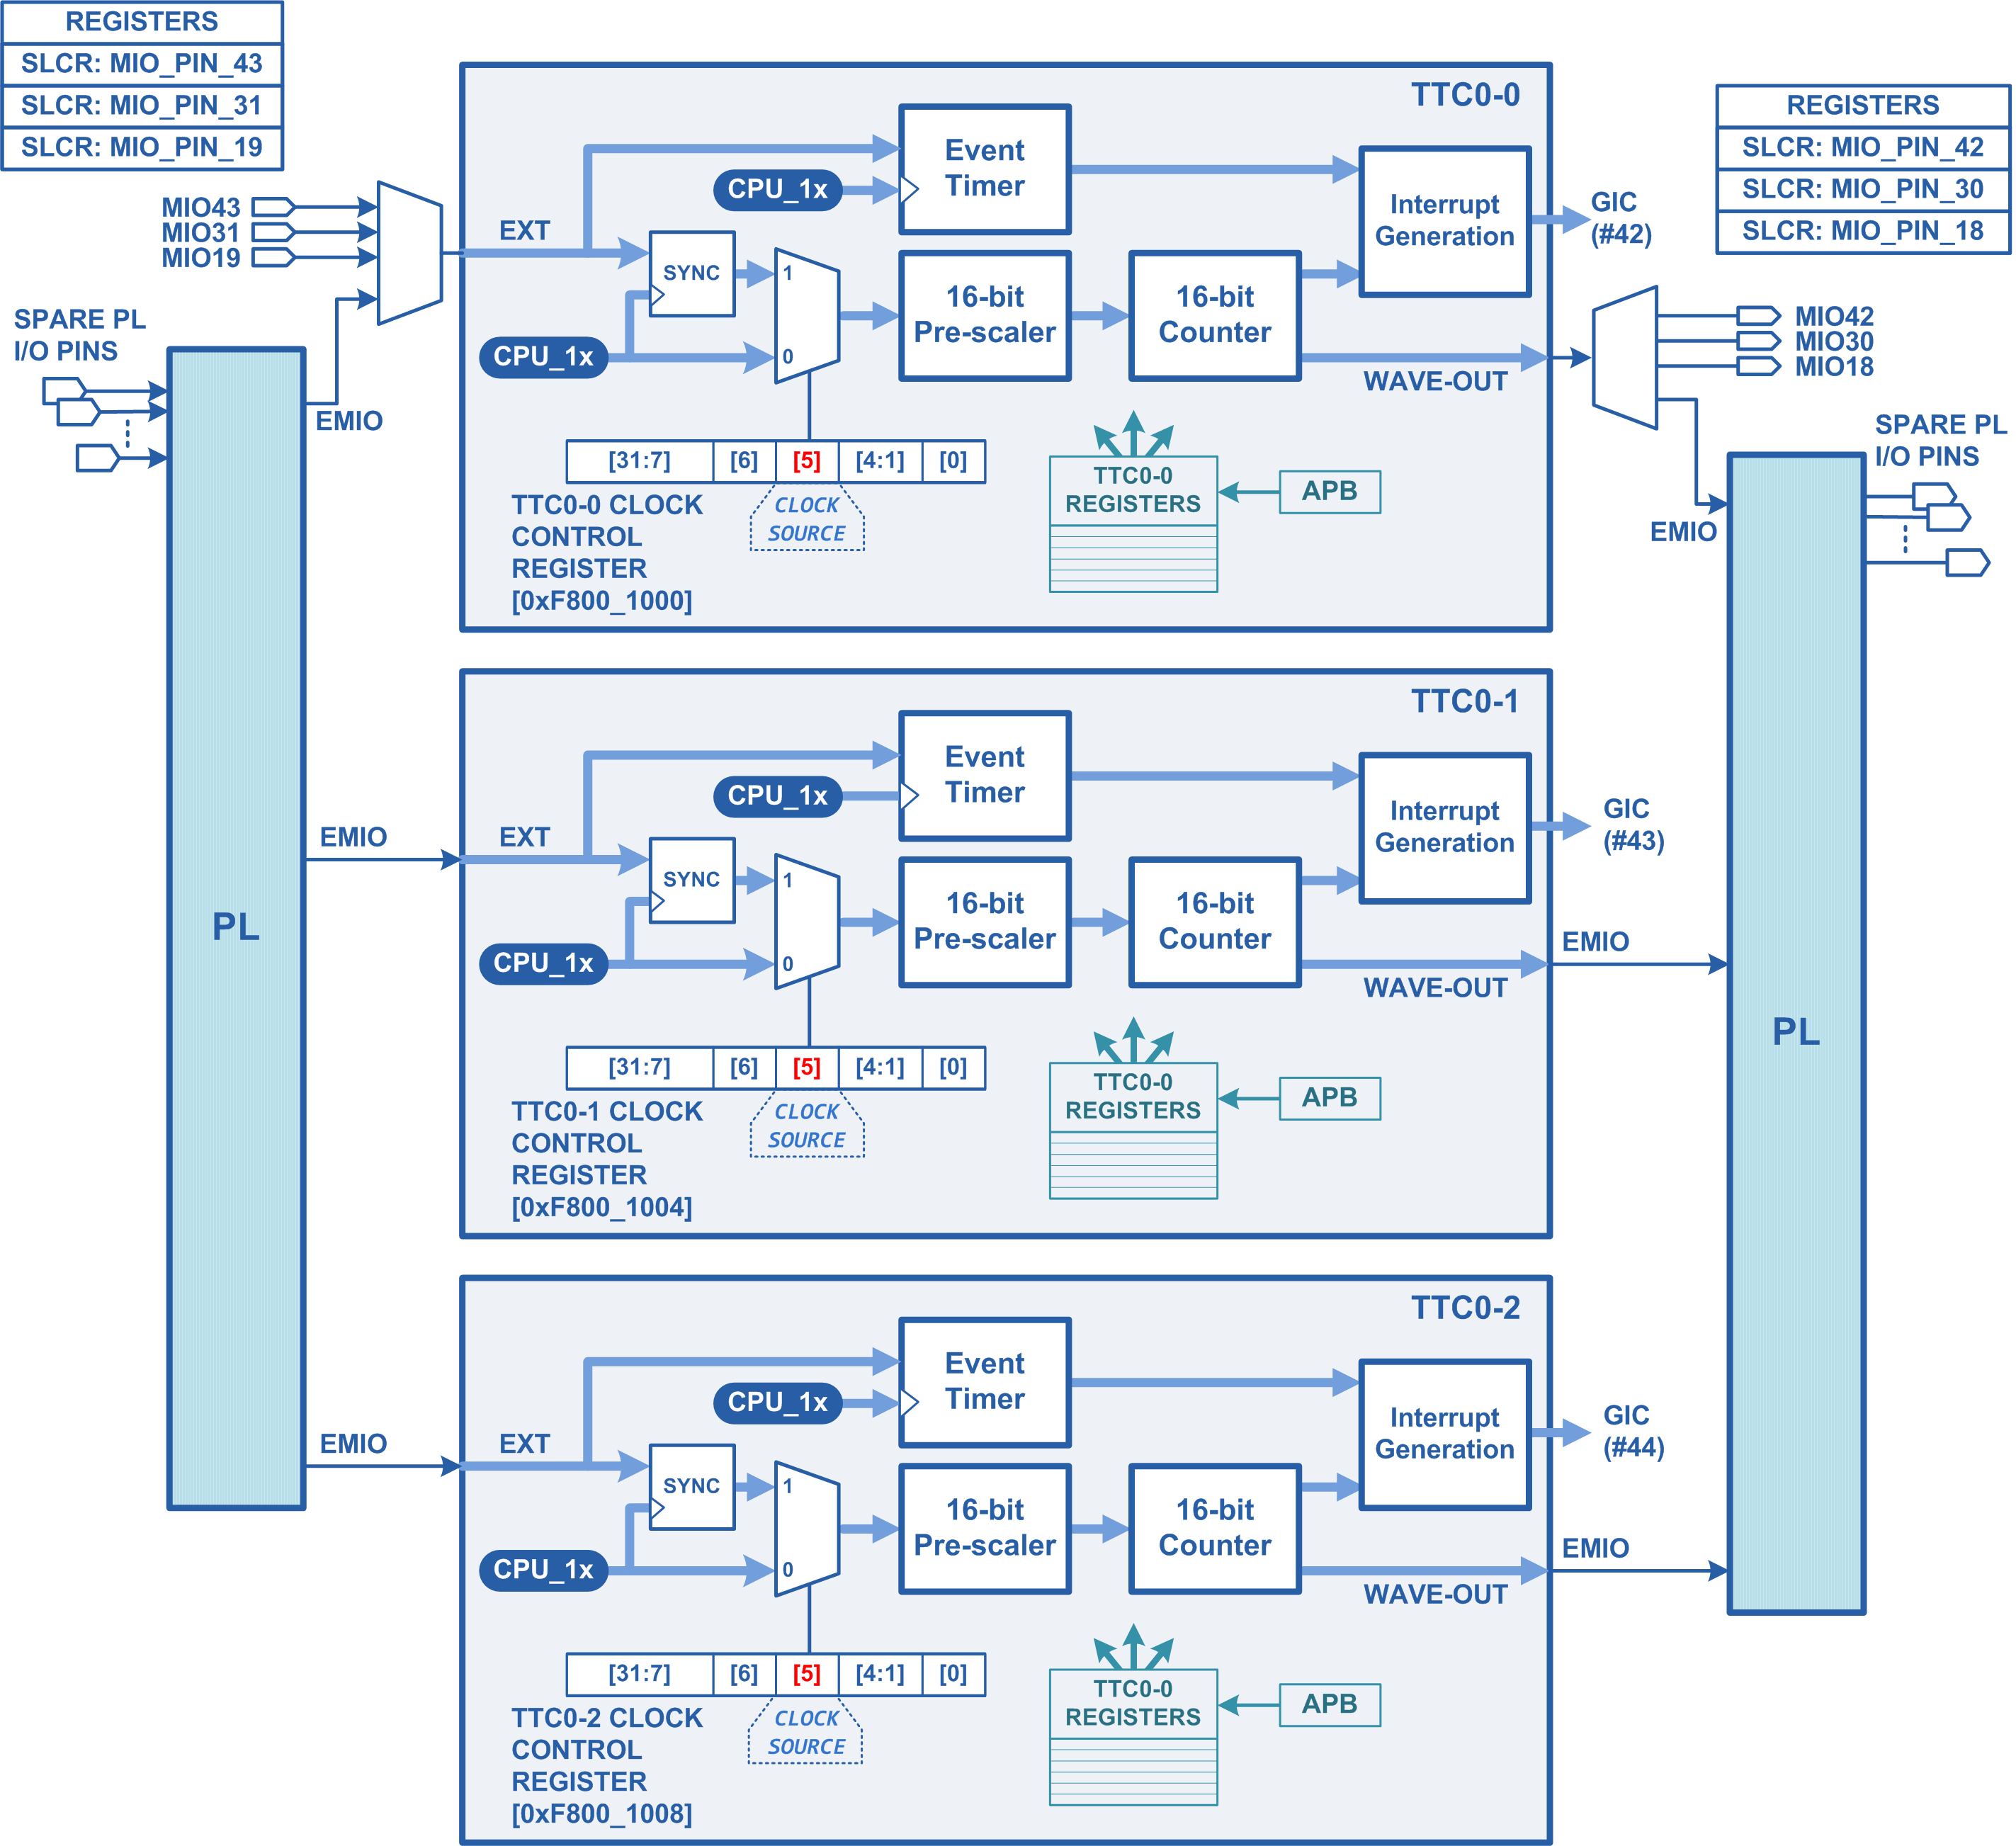 REGISTERS
SLCR: MIO_PIN_43
SLCR: MIO_PIN_31
SLCR: MIO_PIN_19
MIO43
MIO31
MIO19
SPARE PL
I/O PINS
EMIO
PL
EMIO
EMIO
TTC0-0
Event
Timer
CPU_1x
EXT
SYNC
1
0
CPU_1x
16-bit
Pre-scaler
16-bit
Counter
Interrupt
Generation
GIC
(#42)
WAVE-OUT
[31:7]
[6]
[5]
[4:1]
[0]
CLOCK
SOURCE
TTC0-0 CLOCK
CONTROL
REGISTER
[0xF800_1000]
TTC0-0
REGISTERS
APB
TTC0-1
Event
Timer
CPU_1x
EXT
SYNC
1
0
CPU_1x
16-bit
Pre-scaler
16-bit
Counter
Interrupt
Generation
GIC
(#43)
EMIO
WAVE-OUT
[31:7]
[6]
[5]
[4:1]
[0]
CLOCK
SOURCE
TTC0-1 CLOCK
CONTROL
REGISTER
[0xF800_1004]
TTC0-0
REGISTERS
APB
TTC0-2
Event
Timer
CPU_1x
EXT
SYNC
1
0
CPU_1x
16-bit
Pre-scaler
16-bit
Counter
Interrupt
Generation
GIC
(#44)
EMIO
WAVE-OUT
[31:7]
[6]
[5]
[4:1]
[0]
CLOCK
SOURCE
TTC0-2 CLOCK
CONTROL
REGISTER
[0xF800_1008]
TTC0-0
REGISTERS
APB
REGISTERS
SLCR: MIO_PIN_42
SLCR: MIO_PIN_30
SLCR: MIO_PIN_18
MIO42
MIO30
MIO18
SPARE PL
I/O PINS
EMIO
PL